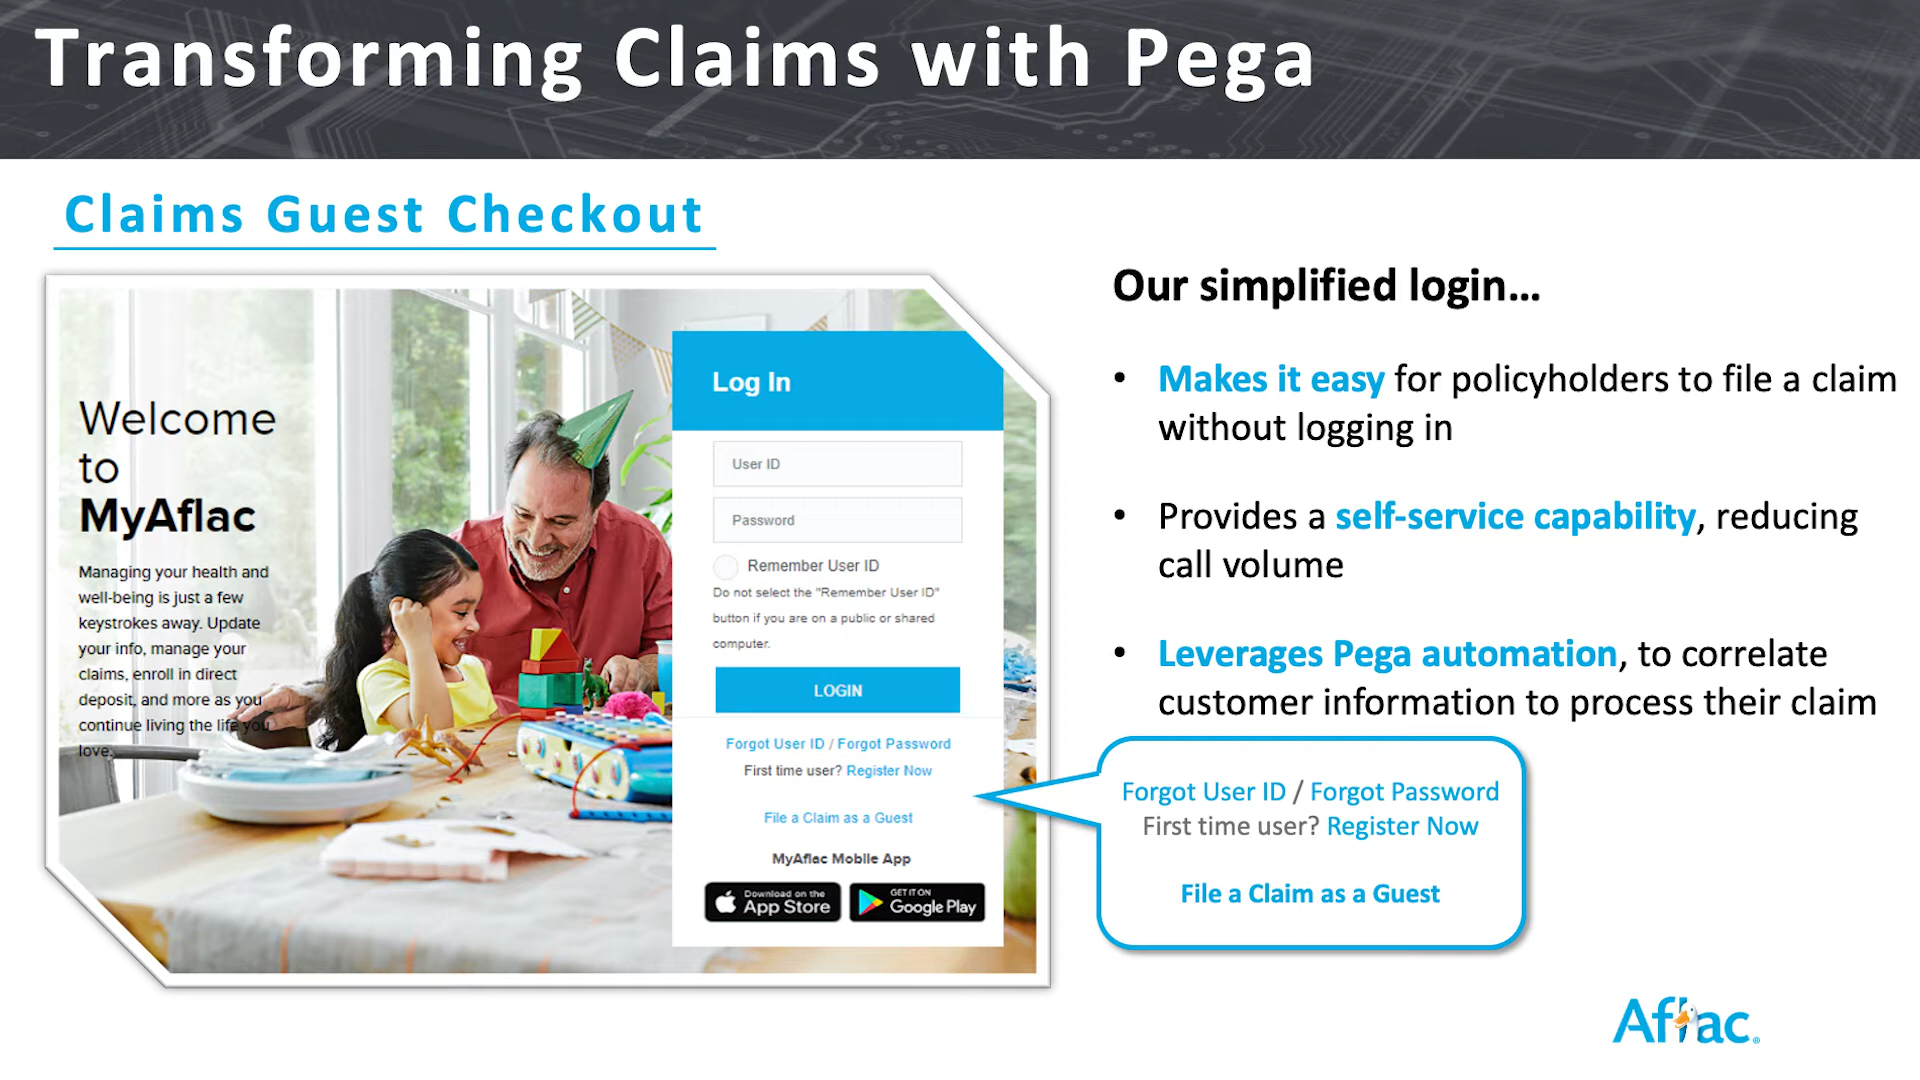 Transforming Claims with Pega
Claims Guest Checkout
Welcome
to
MyAflac
Managing your health and
well-being is just a few
keystrokes away. Update
your info, manage your
claims, enroll in direct
deposit, and more as you
continue living the life you
love.
Log In
User ID
Password
Remember User ID
Do not select the "Remember User ID"
button if you are on a public or shared
computer.
LOGIN
Forgot User ID / Forgot Password
First time user? Register Now
File a Claim as a Guest
MyAflac Mobile App
Download on the
App Store
GET IT ON
Google Play
Our simplified login...
• Makes it easy for policyholders to file a claim
without logging in
• Provides a self-service capability, reducing
call volume
• Leverages Pega automation, to correlate
customer information to process their claim
Forgot User ID / Forgot Password
First time user? Register Now
File a Claim as a Guest
Aflac®